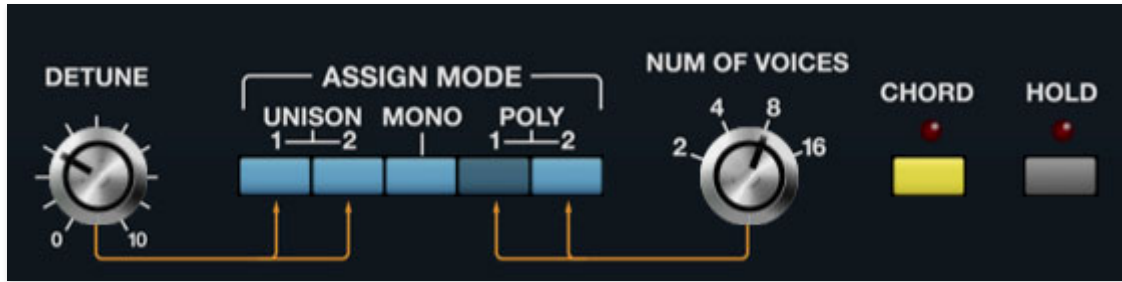 DETUNE
0 10
ASSIGN MODE
UNISON MONO POLY
1 2 1 2
NUM OF VOICES
2 4 8 16
CHORD
HOLD